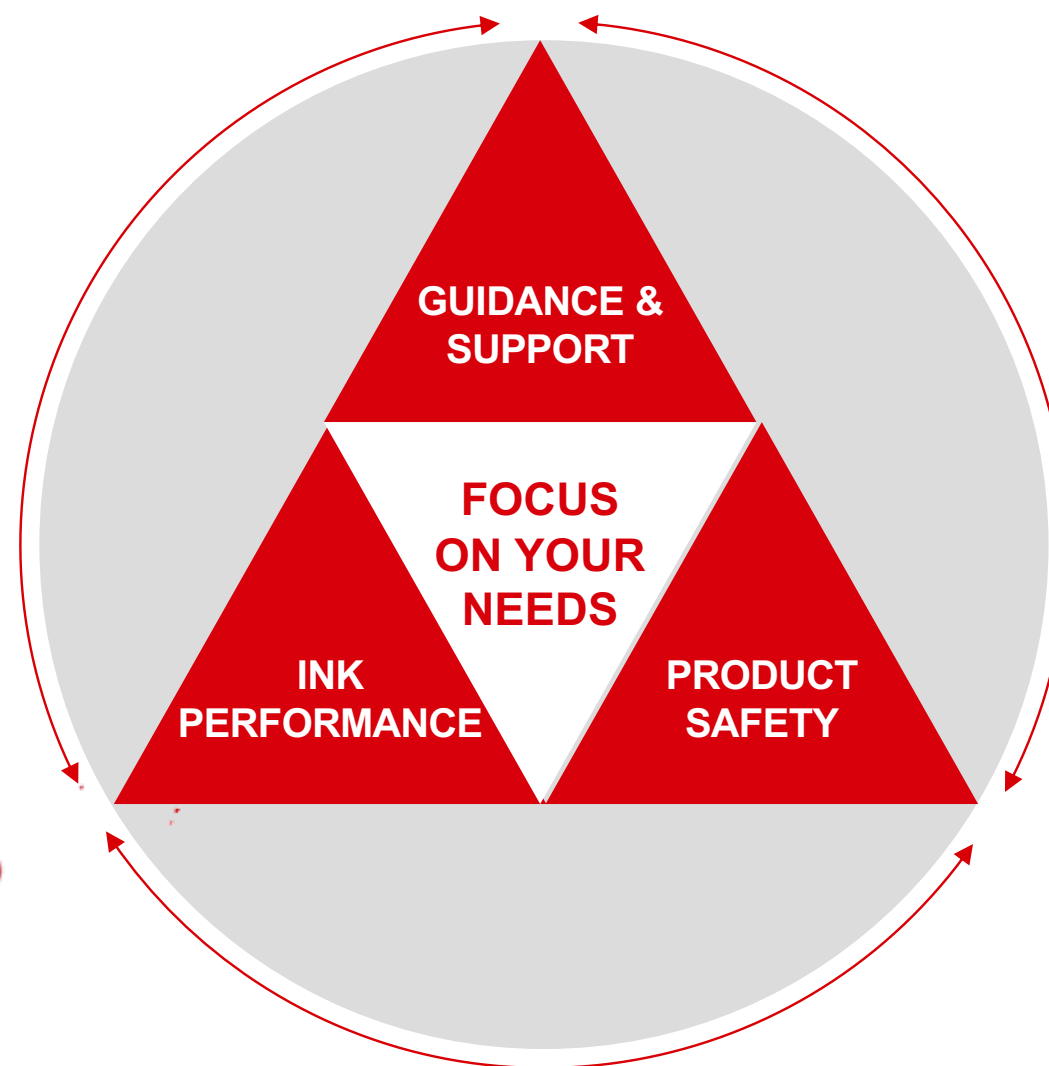 GUIDANCE &
SUPPORT
FOCUS
ON YOUR
NEEDS
INK
PERFORMANCE
PRODUCT
SAFETY